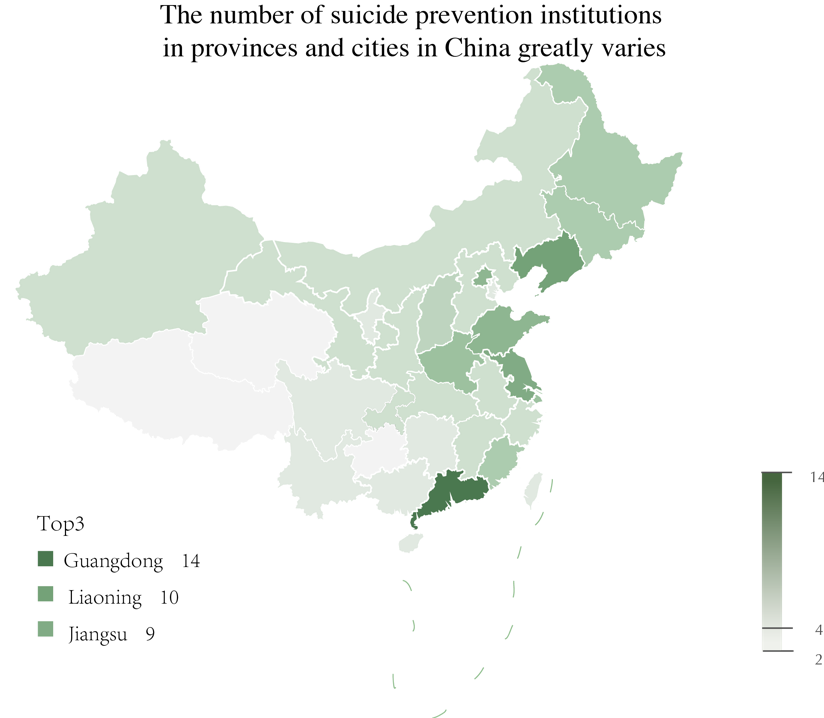 The number of suicide prevention institutions
in provinces and cities in China greatly varies
Top3
Guangdong 14
Liaoning 10
Jiangsu 9
14
4
2